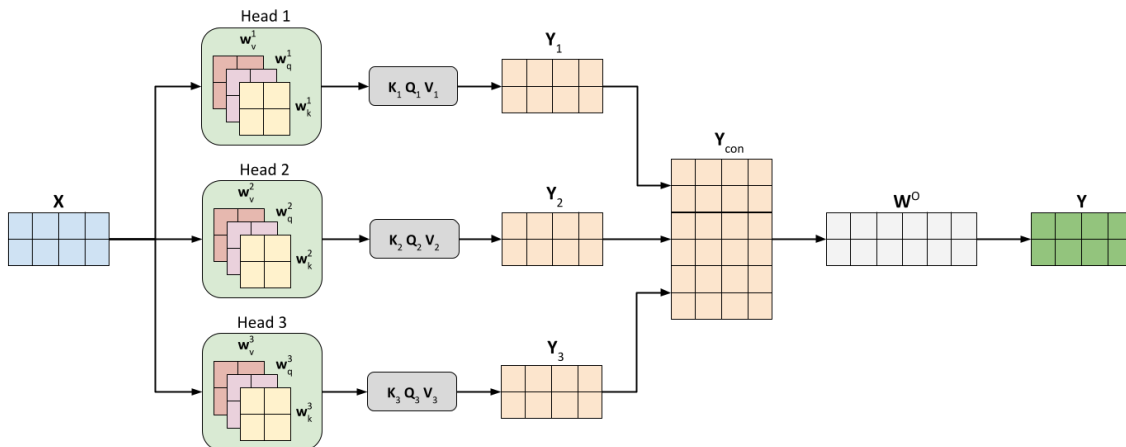 Head 1
w_v^1
w_q^1
w_k^1
K_1 Q_1 V_1
Y_1
Head 2
w_v^2
w_q^2
w_k^2
K_2 Q_2 V_2
Y_2
Head 3
w_v^3
w_q^3
w_k^3
K_3 Q_3 V_3
Y_3
X
Y_con
W^O
Y